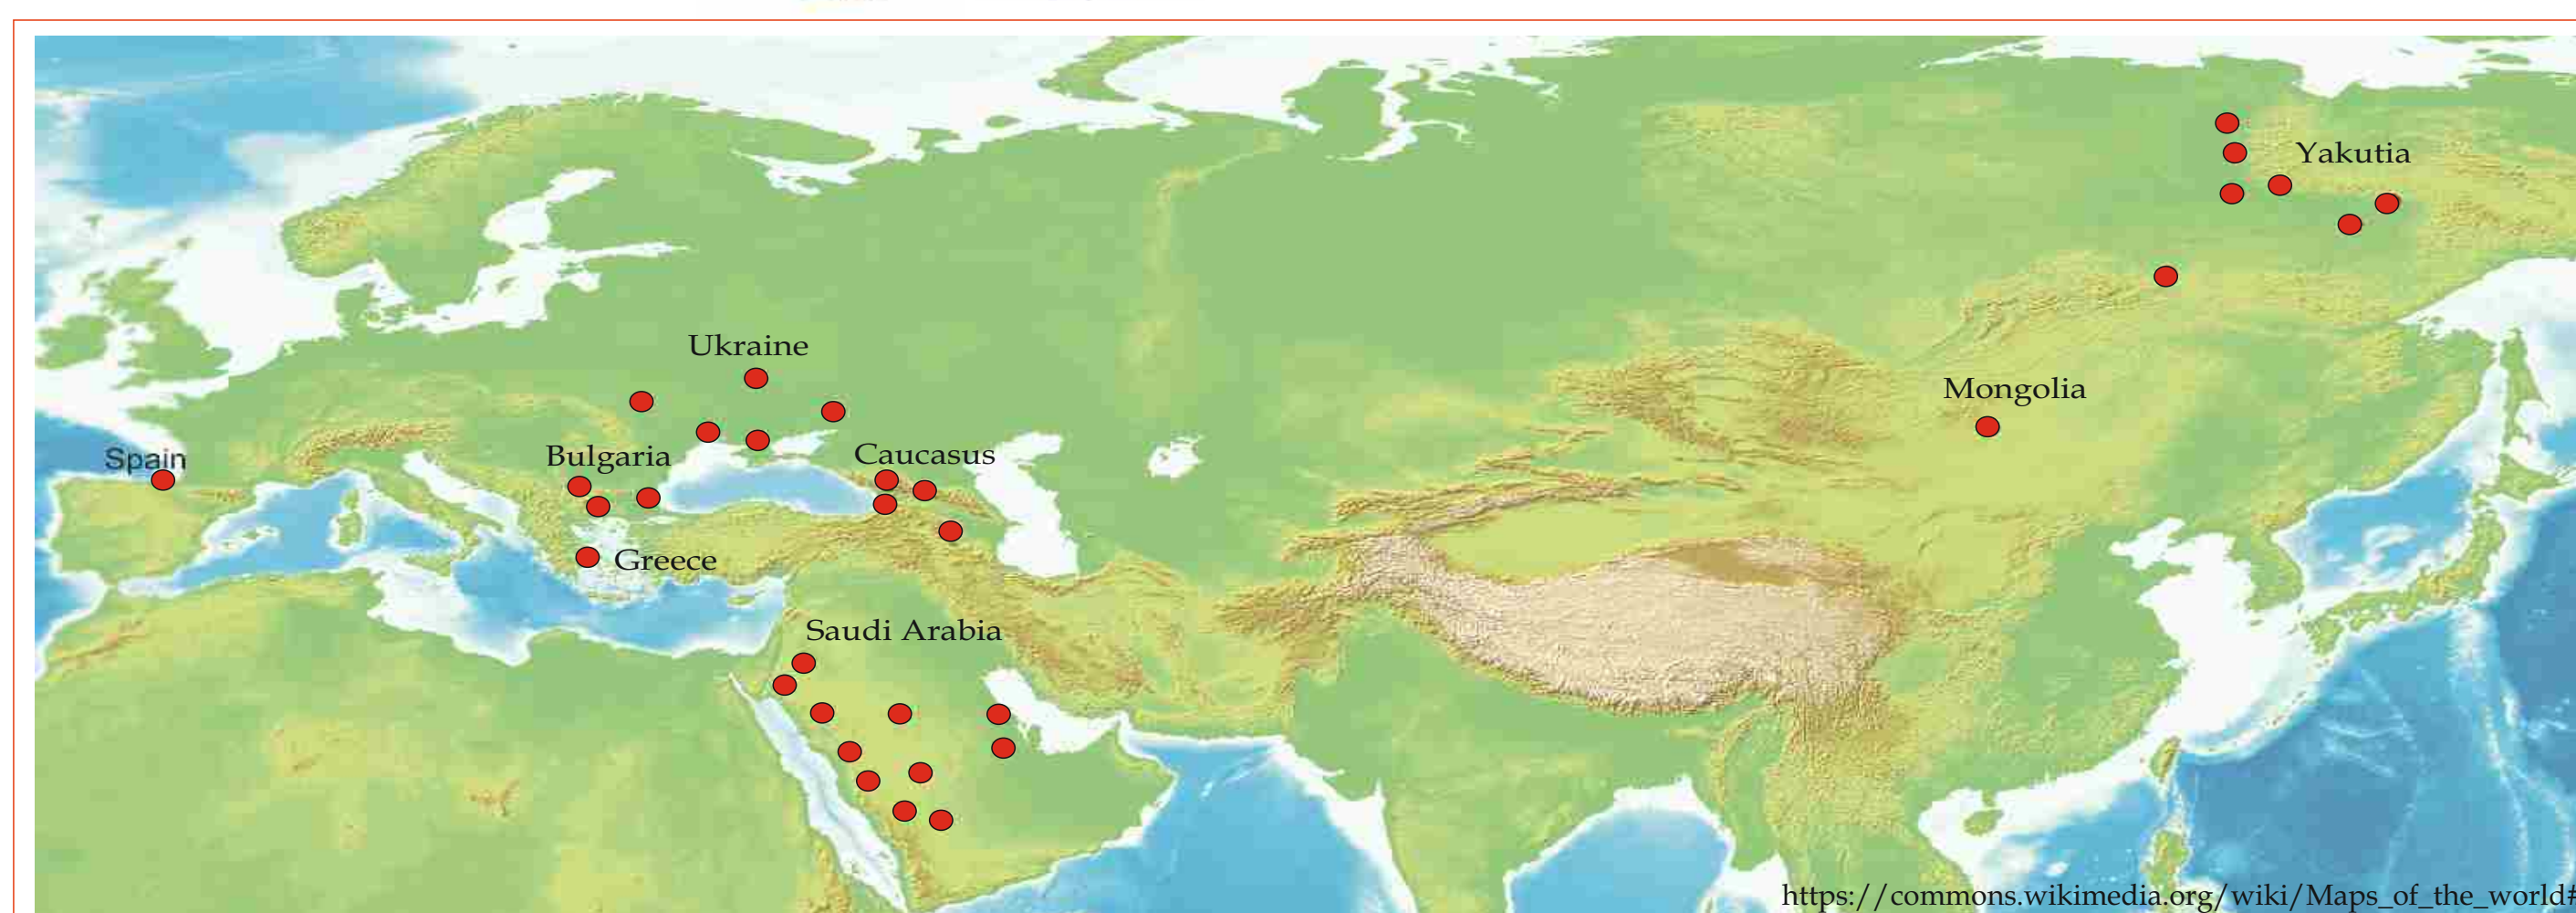 Yakutia
Ukraine
Mongolia
Spain
Bulgaria
Caucasus
Greece
Saudi Arabia
https://commons.wikimedia.org/wiki/Maps_of_the_world#